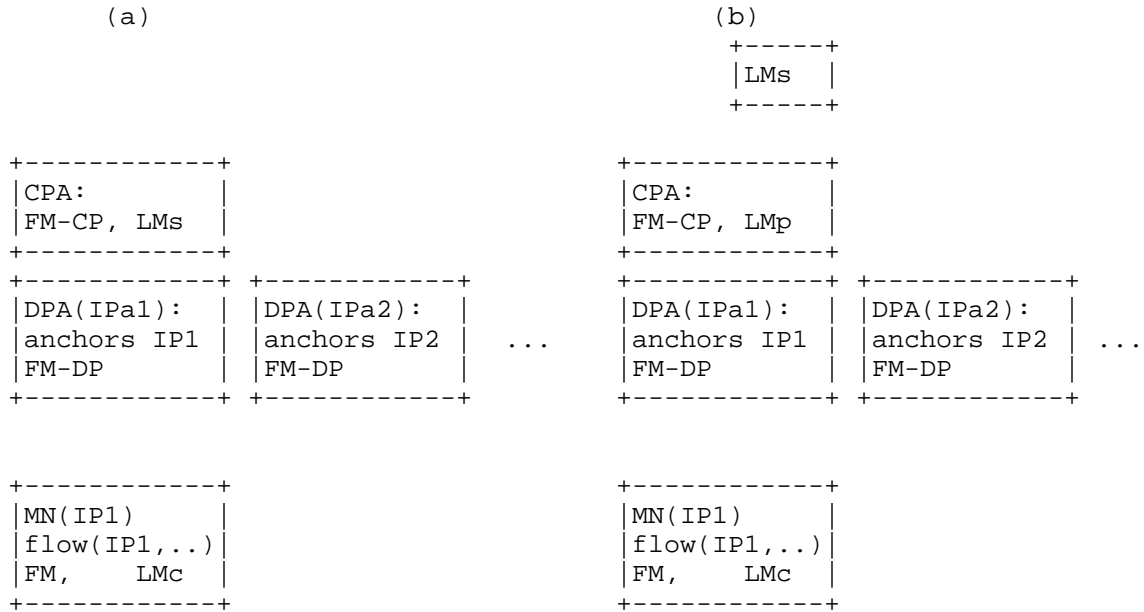 (a) (b)
+-----+
|LMs |
+-----+
+------------+ +------------+
|CPA: | |CPA: |
|FM-CP, LMs | |FM-CP, LMp |
+------------+ +------------+
+------------+ +------------+ +------------+ +------------+
|DPA(IPa1): | |DPA(IPa2): | |DPA(IPa1): | |DPA(IPa2): |
|anchors IP1 | |anchors IP2 | ... |anchors IP1 | |anchors IP2 | ...
|FM-DP | |FM-DP | |FM-DP | |FM-DP |
+------------+ +------------+ +------------+ +------------+
+------------+ +------------+
|MN(IP1) | |MN(IP1) |
|flow(IP1,..)| |flow(IP1,..)|
|FM, LMc | |FM, LMc |
+------------+ +------------+